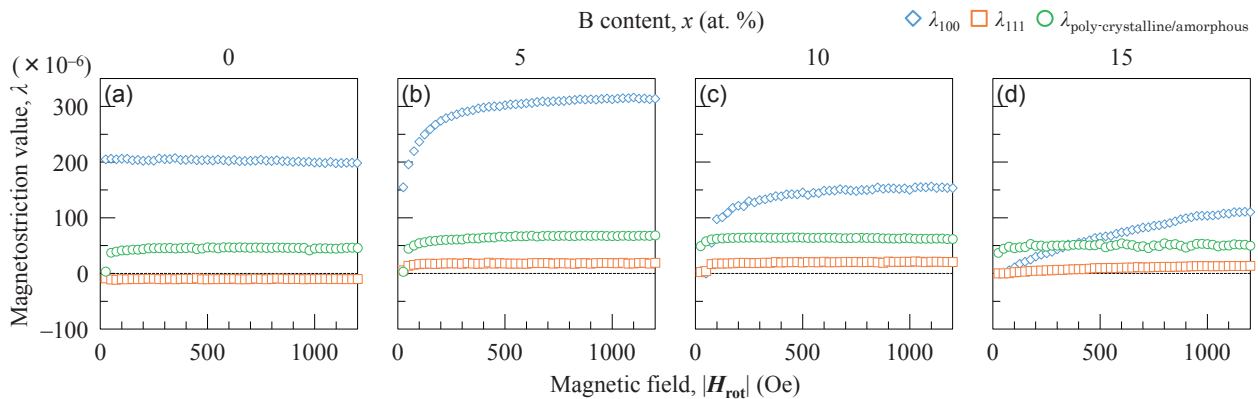 B content, x (at. %)
λ100 λ111 λpoly-crystalline/amorphous
(×10−6)
0 5 10 15
(a) (b) (c) (d)
Magnetostriction value, λ
300
200
100
0
−100
0 500 1000 0 500 1000 0 500 1000 0 500 1000
Magnetic field, |Hrot| (Oe)